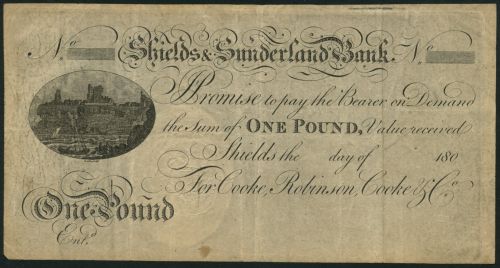 No. Shields & Sunderland Bank. No.
Promise to pay the Bearer on Demand
the Sum of ONE POUND, Value received
Shields the day of 180
For Cooke, Robinson, Cooke & Co.
One Pound
Entd.